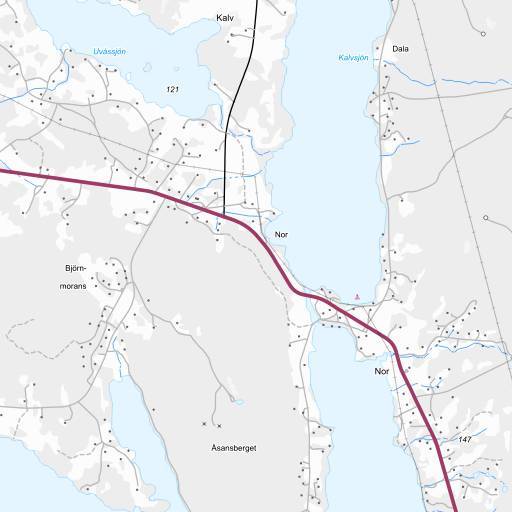 Kalv
Uvåssjön
Kalvsjön
Dala
121
Nor
Björn-
morans
Nor
Åsansberget
147